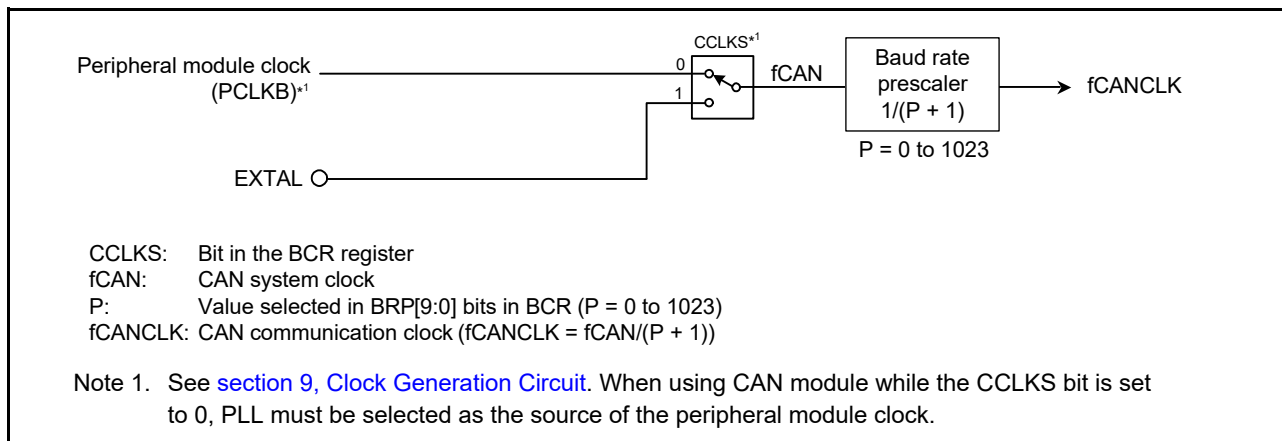 CCLKS*1
Peripheral module clock
(PCLKB)*1
0
1
fCAN
Baud rate
prescaler
1/(P + 1)
fCANCLK
P = 0 to 1023
EXTAL
CCLKS: Bit in the BCR register
fCAN: CAN system clock
P: Value selected in BRP[9:0] bits in BCR (P = 0 to 1023)
fCANCLK: CAN communication clock (fCANCLK = fCAN/(P + 1))
Note 1. See section 9, Clock Generation Circuit. When using CAN module while the CCLKS bit is set
to 0, PLL must be selected as the source of the peripheral module clock.